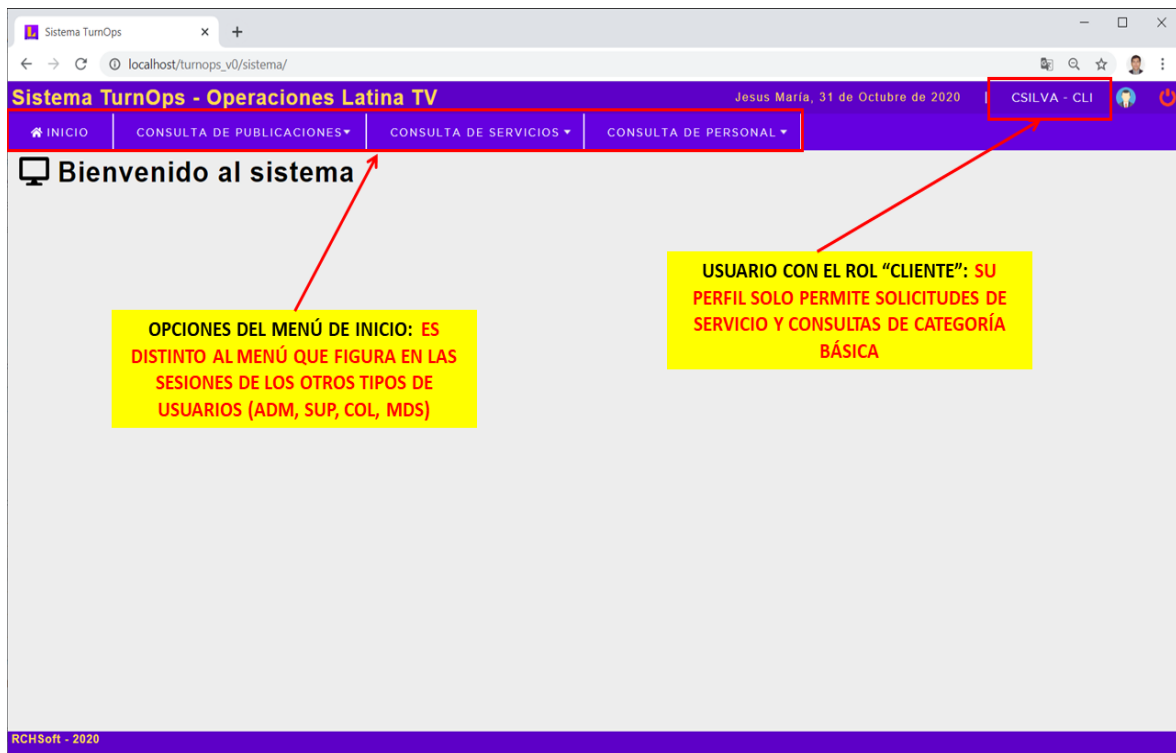 Sistema TurnOps
localhost/turnops_v0/sistema/
Sistema TurnOps - Operaciones Latina TV
Jesus María, 31 de Octubre de 2020 | CSILVA - CLI
INICIO
CONSULTA DE PUBLICACIONES
CONSULTA DE SERVICIOS
CONSULTA DE PERSONAL
Bienvenido al sistema
USUARIO CON EL ROL “CLIENTE”: SU
PERFIL SOLO PERMITE SOLICITUDES DE
SERVICIO Y CONSULTAS DE CATEGORÍA
BÁSICA
OPCIONES DEL MENÚ DE INICIO: ES
DISTINTO AL MENÚ QUE FIGURA EN LAS
SESIONES DE LOS OTROS TIPOS DE
USUARIOS (ADM, SUP, COL, MDS)
RCHSoft - 2020